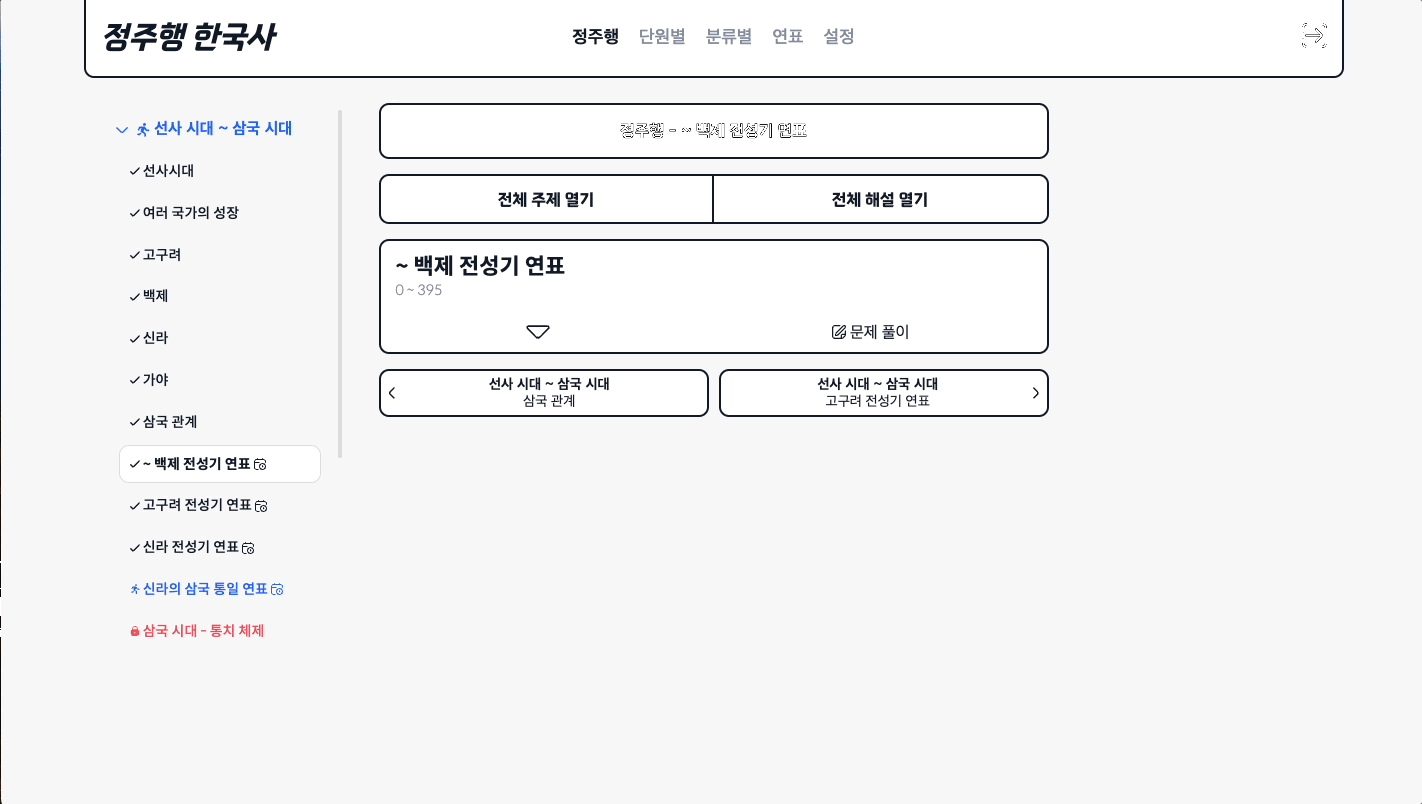 정주행 한국사
정주행 단원별 분류별 연표 설정
선사 시대 ~ 삼국 시대
선사시대
여러 국가의 성장
고구려
백제
신라
가야
삼국 관계
~ 백제 전성기 연표
고구려 전성기 연표
신라 전성기 연표
신라의 삼국 통일 연표
삼국 시대 - 통치 체제
정주행 - ~ 백제 전성기 연표
전체 주제 열기
전체 해설 열기
~ 백제 전성기 연표
0 ~ 395
문제 풀이
선사 시대 ~ 삼국 시대
삼국 관계
선사 시대 ~ 삼국 시대
고구려 전성기 연표